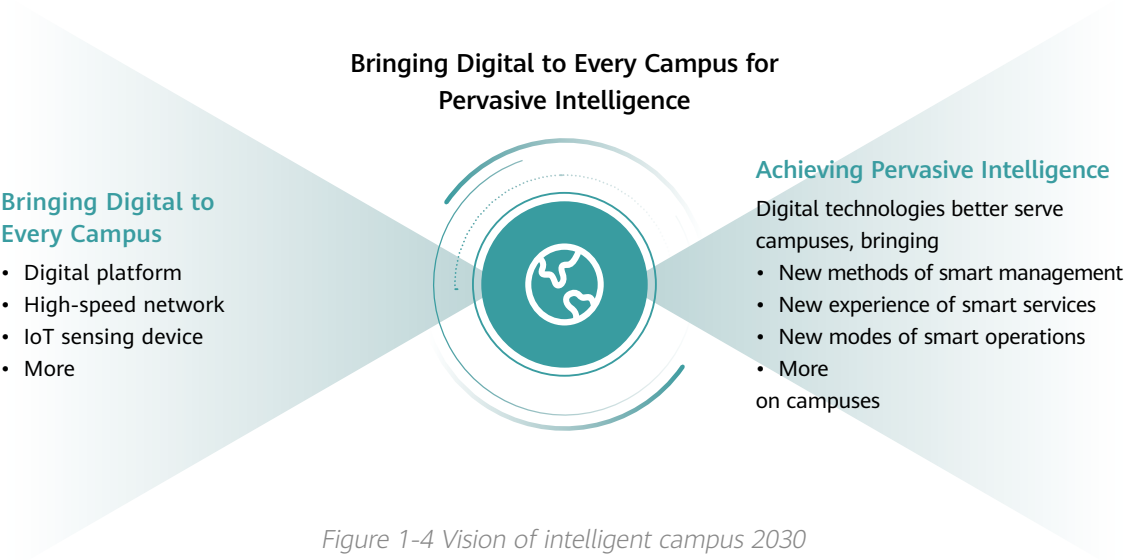 Bringing Digital to Every Campus for
Pervasive Intelligence
Bringing Digital to
Every Campus
• Digital platform
• High-speed network
• IoT sensing device
• More
Achieving Pervasive Intelligence
Digital technologies better serve
campuses, bringing
• New methods of smart management
• New experience of smart services
• New modes of smart operations
• More
on campuses
Figure 1-4 Vision of intelligent campus 2030